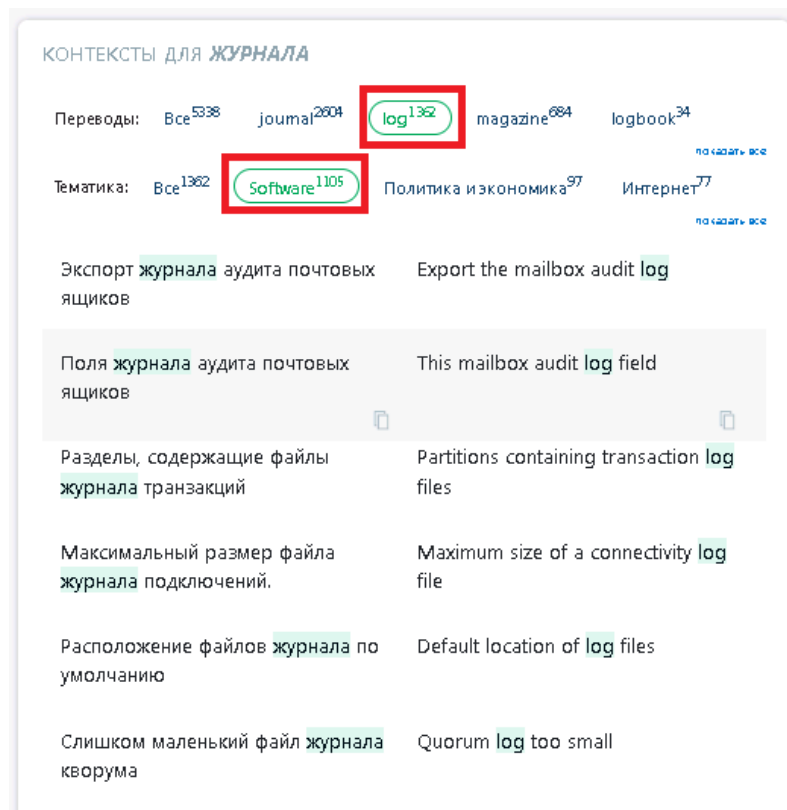 КОНТЕКСТЫ ДЛЯ ЖУРНАЛА
Переводы: Все5338 journal2604 log1362 magazine684 logbook34
показать все
Тематика: Все1362 Software1105 Политика и экономика97 Интернет77
показать все
Экспорт журнала аудита почтовых Export the mailbox audit log
ящиков
Поля журнала аудита почтовых This mailbox audit log field
ящиков
Разделы, содержащие файлы Partitions containing transaction log
журнала транзакций files
Максимальный размер файла Maximum size of a connectivity log
журнала подключений. file
Расположение файлов журнала по Default location of log files
умолчанию
Слишком маленький файл журнала Quorum log too small
кворума